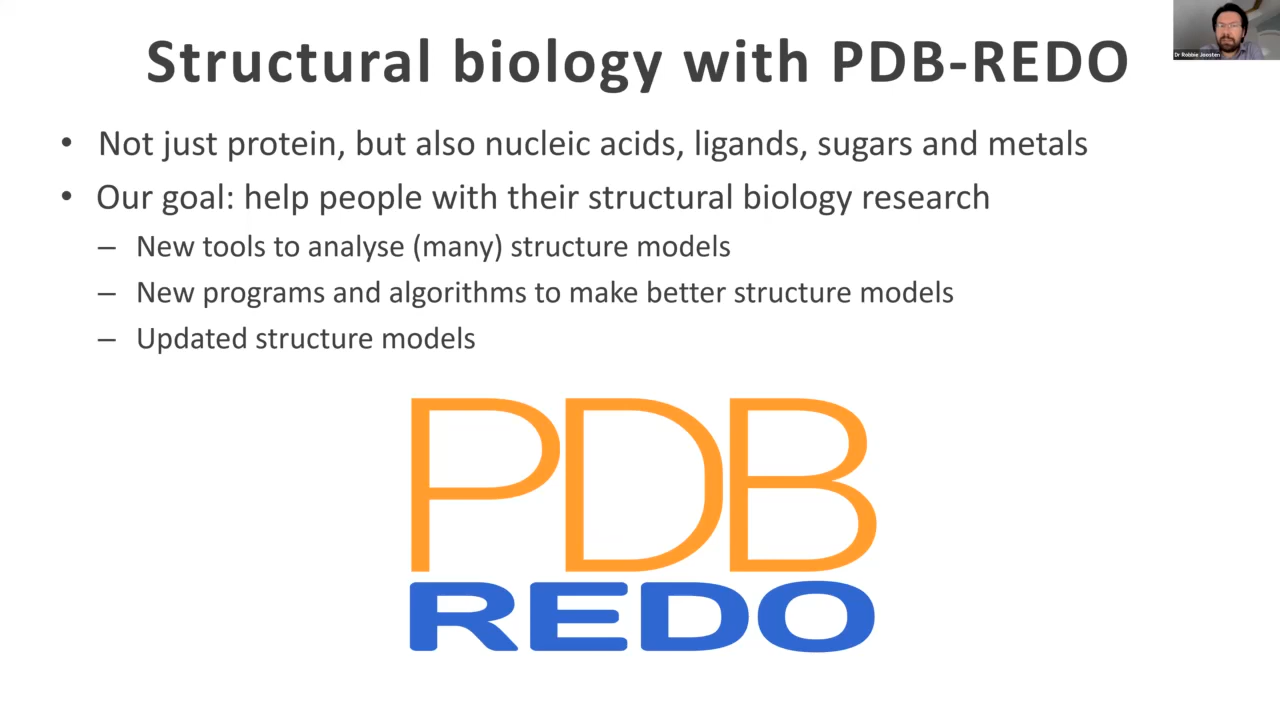 Structural biology with PDB-REDO
Dr Robbie Joosten
• Not just protein, but also nucleic acids, ligands, sugars and metals
• Our goal: help people with their structural biology research
– New tools to analyse (many) structure models
– New programs and algorithms to make better structure models
– Updated structure models
PDB
REDO